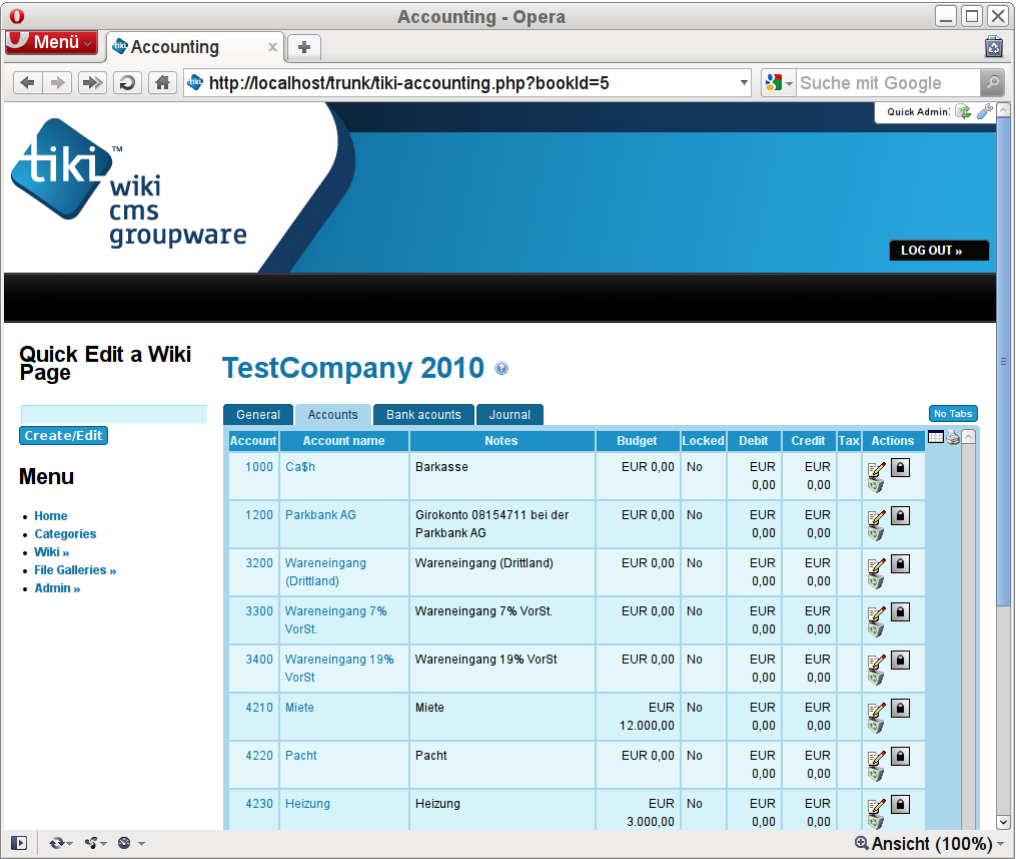 Accounting - Opera
Menü
Accounting
http://localhost/trunk/tiki-accounting.php?bookId=5
Suche mit Google
Quick Admin:
tiki™
wiki
cms
groupware
LOG OUT »
Quick Edit a Wiki
Page
Create/Edit
Menu
Home
Categories
Wiki »
File Galleries »
Admin »
TestCompany 2010
General Accounts Bank acounts Journal No Tabs
Account Account name Notes Budget Locked Debit Credit Tax Actions
1000 Ca$h Barkasse EUR 0,00 No EUR EUR
0,00 0,00
1200 Parkbank AG Girokonto 08154711 bei der EUR 0,00 No EUR EUR
Parkbank AG 0,00 0,00
3200 Wareneingang Wareneingang (Drittland) EUR 0,00 No EUR EUR
(Drittland) 0,00 0,00
3300 Wareneingang 7% Wareneingang 7% VorSt. EUR 0,00 No EUR EUR
VorSt. 0,00 0,00
3400 Wareneingang 19% Wareneingang 19% VorSt EUR 0,00 No EUR EUR
VorSt 0,00 0,00
4210 Miete Miete EUR No EUR EUR
12.000,00 0,00 0,00
4220 Pacht Pacht EUR 0,00 No EUR EUR
0,00 0,00
4230 Heizung Heizung EUR No EUR EUR
3.000,00 0,00 0,00
Ansicht (100%)